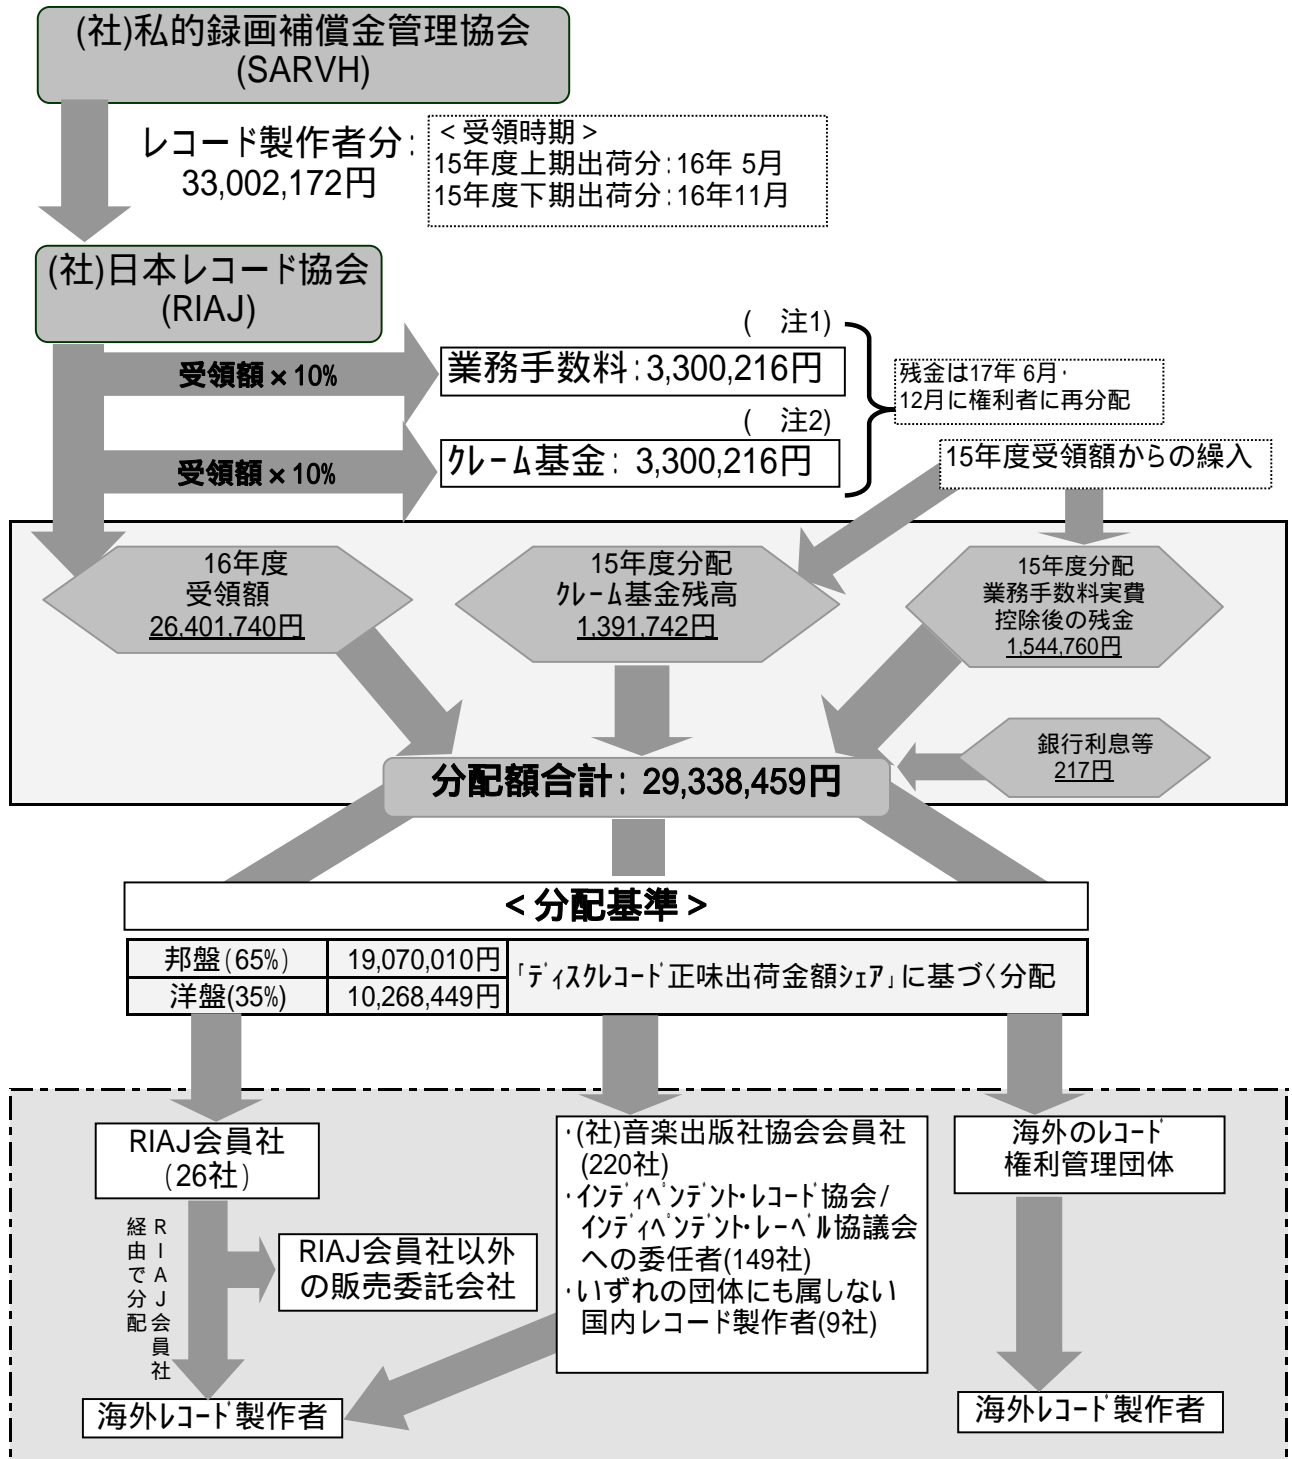 (社)私的録画補償金管理協会
(SARVH)
レコード製作者分:
33,002,172円
<受領時期>
15年度上期出荷分:16年 5月
15年度下期出荷分:16年11月
(社)日本レコード協会
(RIAJ)
( 注1)
受領額×10%
業務手数料:3,300,216円
残金は17年 6月・
12月に権利者に再分配
( 注2)
受領額×10%
クレーム基金: 3,300,216円
15年度受領額からの繰入
16年度
受領額
26,401,740円
15年度分配
クレーム基金残高
1,391,742円
15年度分配
業務手数料実費
控除後の残金
1,544,760円
銀行利息等
217円
分配額合計: 29,338,459円
<分配基準>
邦盤(65%) 19,070,010円
洋盤(35%) 10,268,449円
「ディスクレコード正味出荷金額シェア」に基づく分配
RIAJ会員社
(26社)
RIAJ会員社
経由で分配
RIAJ会員社以外
の販売委託会社
海外レコード製作者
・(社)音楽出版社協会会員社
(220社)
・インディペンデント・レコード協会/
インディペンデント・レーベル協議会
への委任者(149社)
・いずれの団体にも属しない
国内レコード製作者(9社)
海外のレコード
権利管理団体
海外レコード製作者